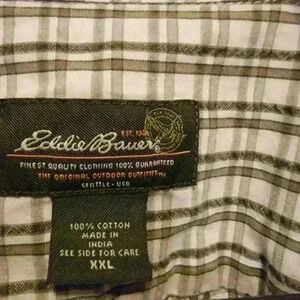 EST. 1920
Eddie Bauer
FINEST QUALITY CLOTHING 100% GUARANTEED
THE ORIGINAL OUTDOOR OUTFITTER™
SEATTLE · USA
100% COTTON
MADE IN
INDIA
SEE SIDE FOR CARE
XXL